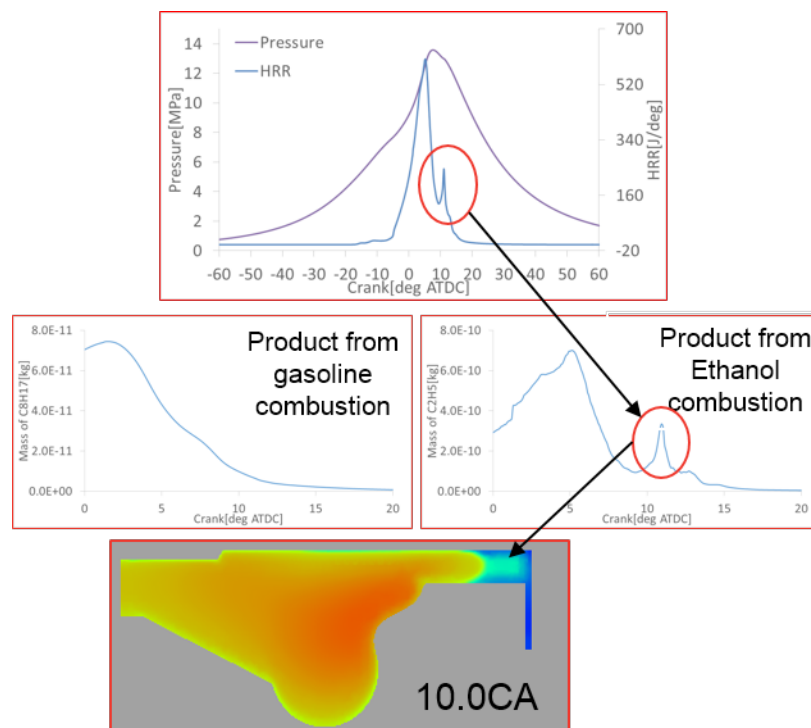 14
12
10
8
6
4
2
0
Pressure[MPa]
Pressure
HRR
700
520
340
160
-20
HRR[J/deg]
-60 -50 -40 -30 -20 -10 0 10 20 30 40 50 60
Crank[deg ATDC]
8.0E-11
6.0E-11
4.0E-11
2.0E-11
0.0E+00
Mass of C8H17[kg]
Product from
gasoline
combustion
0 5 10 15 20
Crank[deg ATDC]
8.0E-10
6.0E-10
4.0E-10
2.0E-10
0.0E+00
Mass of C2H5[kg]
Product from
Ethanol
combustion
0 5 10 15 20
Crank[deg ATDC]
10.0CA